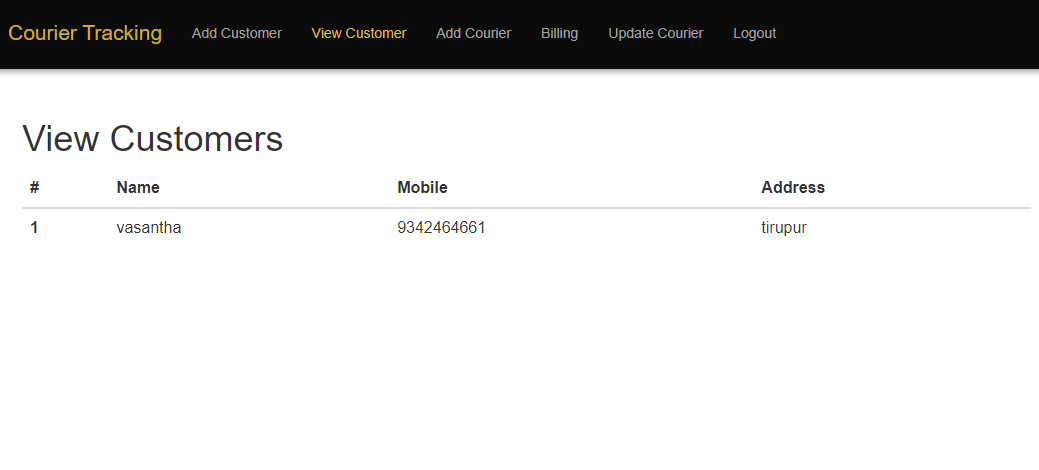 Courier Tracking Add Customer View Customer Add Courier Billing Update Courier Logout
View Customers
# Name Mobile Address
1 vasantha 9342464661 tirupur